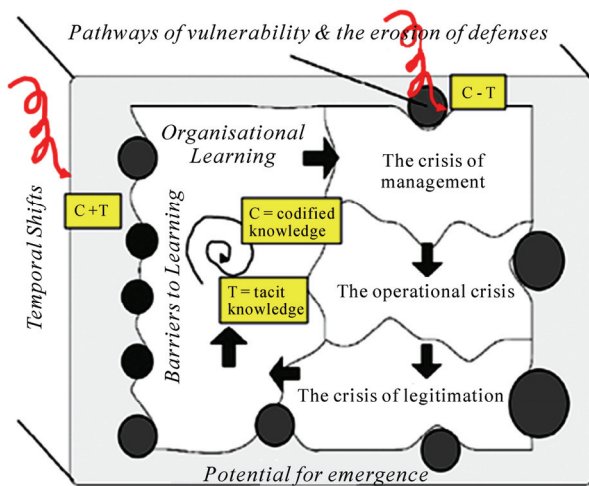 Pathways of vulnerability & the erosion of defenses
C - T
Organisational
Learning
The crisis of
management
C+T
C = codified
knowledge
Temporal Shifts
Barriers to Learning
T = tacit
knowledge
The operational crisis
The crisis of legitimation
Potential for emergence